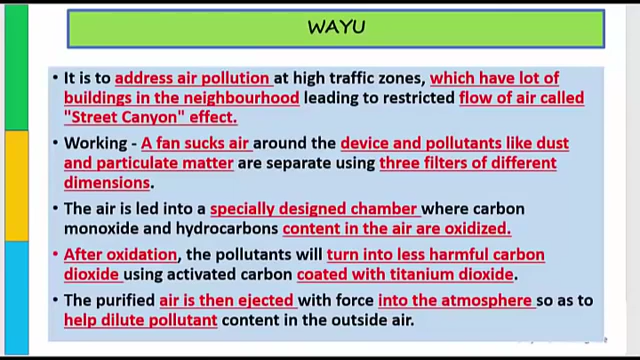 WAYU
• It is to address air pollution at high traffic zones, which have lot of
buildings in the neighbourhood leading to restricted flow of air called
"Street Canyon" effect.
• Working - A fan sucks air around the device and pollutants like dust
and particulate matter are separate using three filters of different
dimensions.
• The air is led into a specially designed chamber where carbon
monoxide and hydrocarbons content in the air are oxidized.
• After oxidation, the pollutants will turn into less harmful carbon
dioxide using activated carbon coated with titanium dioxide.
• The purified air is then ejected with force into the atmosphere so as to
help dilute pollutant content in the outside air.